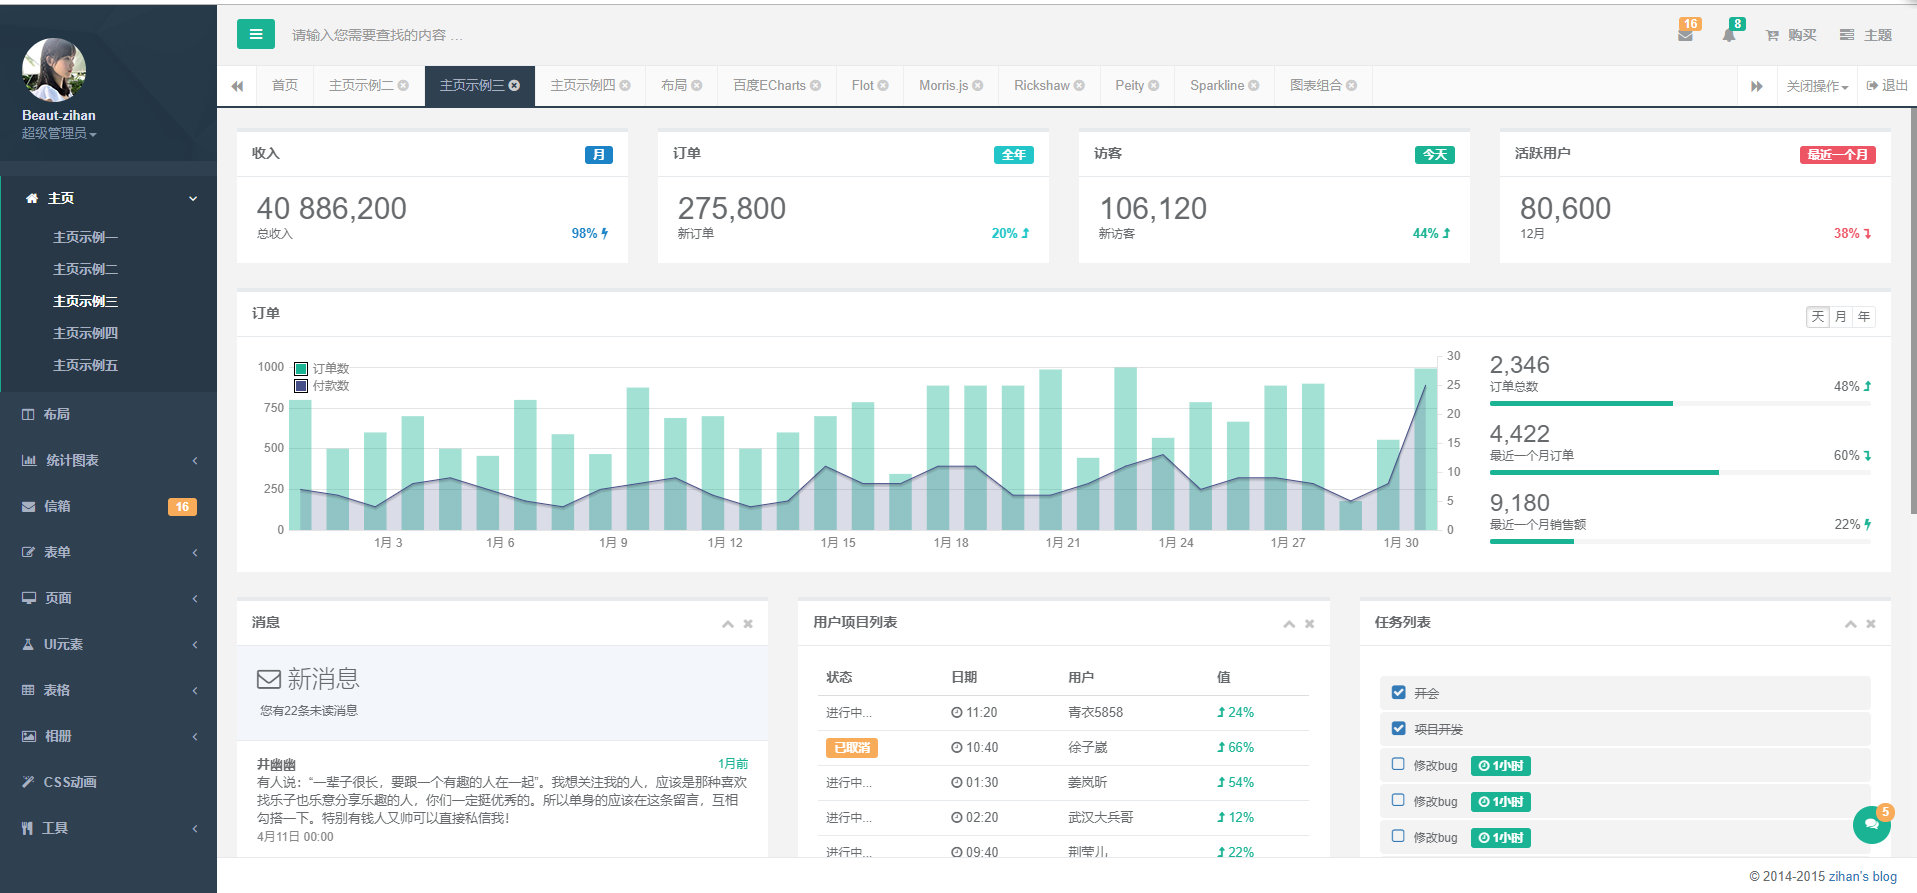 Beaut-zihan
超级管理员
主页
主页示例一
主页示例二
主页示例三
主页示例四
主页示例五
布局
统计图表
信箱 16
表单
页面
UI元素
表格
相册
CSS动画
工具
请输入您需要查找的内容 …
16 8 购买 主题
首页 主页示例二 主页示例三 主页示例四 布局 百度ECharts Flot Morris.js Rickshaw Peity Sparkline 图表组合 关闭操作 退出
收入 月
40 886,200
总收入 98%
订单 全年
275,800
新订单 20%
访客 今天
106,120
新访客 44%
活跃用户 最近一个月
80,600
12月 38%
订单 天 月 年
订单数
付款数
1000
750
500
250
0
30
25
20
15
10
5
0
1月 3 1月 6 1月 9 1月 12 1月 15 1月 18 1月 21 1月 24 1月 27 1月 30
2,346
订单总数 48%
4,422
最近一个月订单 60%
9,180
最近一个月销售额 22%
消息
新消息
您有22条未读消息
井幽幽 1月前
有人说：“一辈子很长，要跟一个有趣的人在一起”。我想关注我的人，应该是那种喜欢
找乐子也乐意分享乐趣的人，你们一定挺优秀的。所以单身的应该在这条留言，互相
勾搭一下。特别有钱人又帅可以直接私信我！
4月11日 00:00
用户项目列表
状态 日期 用户 值
进行中... 11:20 青衣5858 24%
已取消 10:40 徐子崴 66%
进行中... 01:30 姜岚昕 54%
进行中... 02:20 武汉大兵哥 12%
进行中... 09:40 荆莹儿 22%
任务列表
开会
项目开发
修改bug 1小时
修改bug 1小时
修改bug 1小时
5
© 2014-2015 zihan's blog